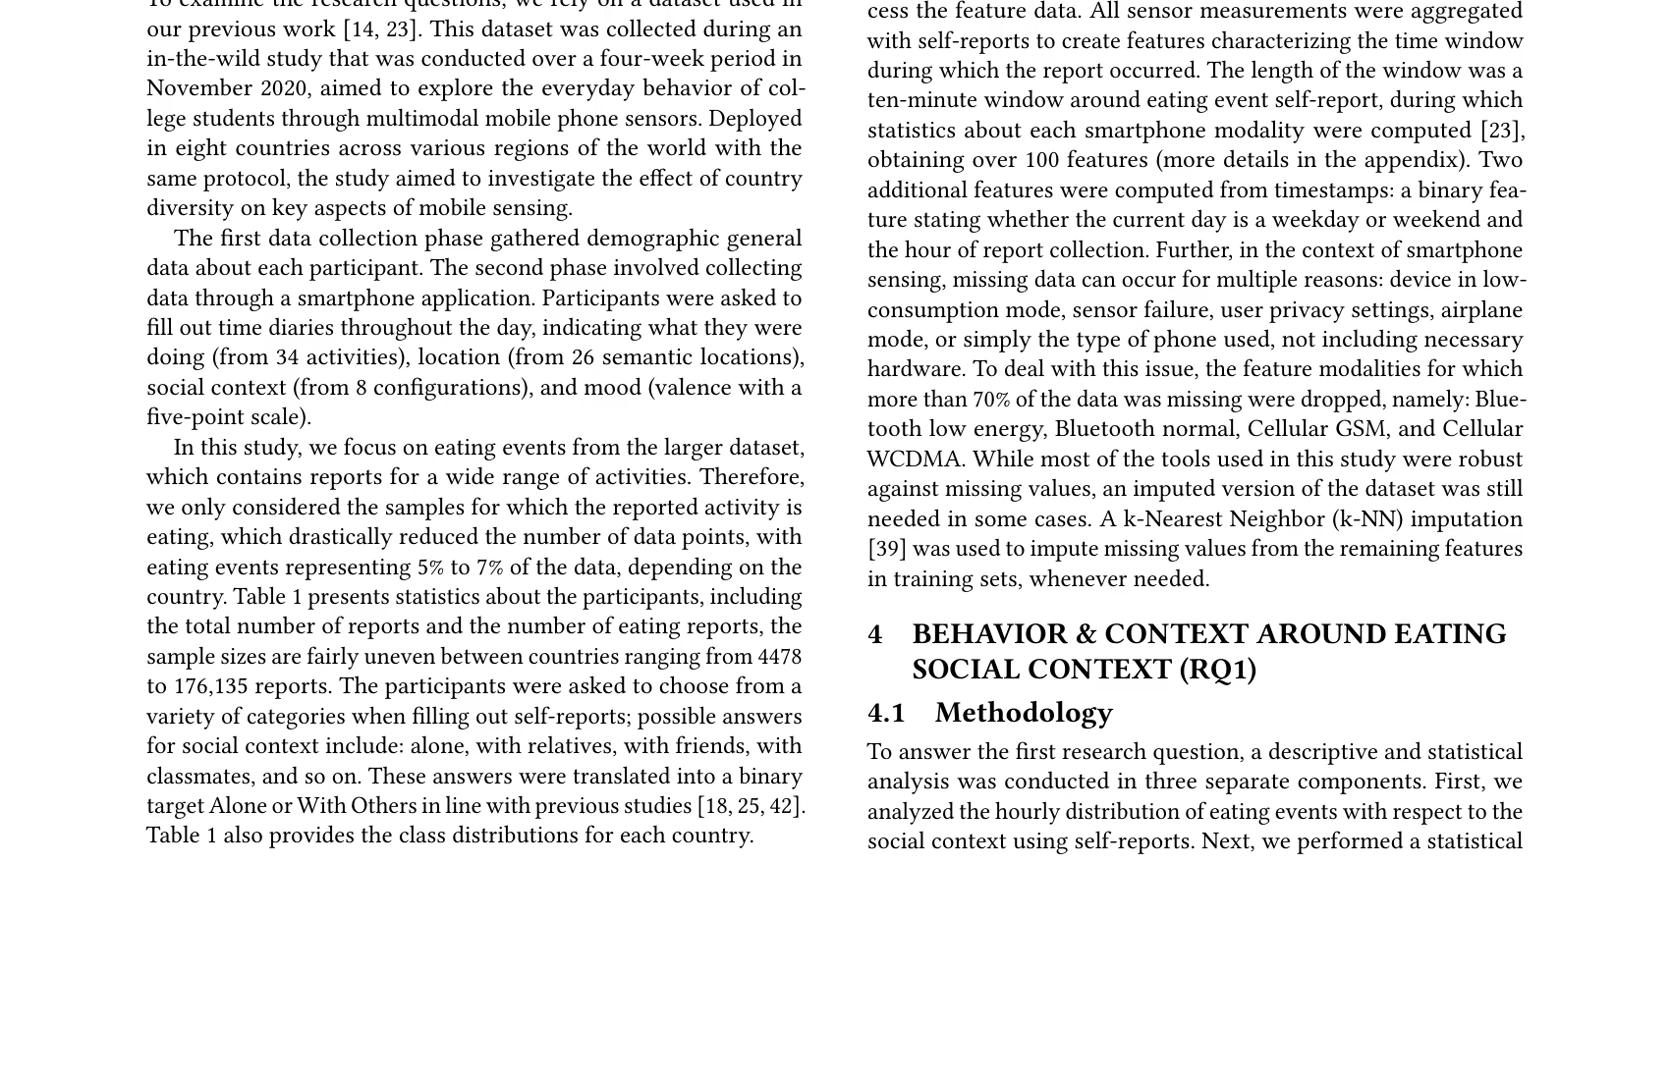 To examine the research questions, we rely on a dataset used in
our previous work [14, 23]. This dataset was collected during an
in-the-wild study that was conducted over a four-week period in
November 2020, aimed to explore the everyday behavior of col-
lege students through multimodal mobile phone sensors. Deployed
in eight countries across various regions of the world with the
same protocol, the study aimed to investigate the effect of country
diversity on key aspects of mobile sensing.
The first data collection phase gathered demographic general
data about each participant. The second phase involved collecting
data through a smartphone application. Participants were asked to
fill out time diaries throughout the day, indicating what they were
doing (from 34 activities), location (from 26 semantic locations),
social context (from 8 configurations), and mood (valence with a
five-point scale).
In this study, we focus on eating events from the larger dataset,
which contains reports for a wide range of activities. Therefore,
we only considered the samples for which the reported activity is
eating, which drastically reduced the number of data points, with
eating events representing 5% to 7% of the data, depending on the
country. Table 1 presents statistics about the participants, including
the total number of reports and the number of eating reports, the
sample sizes are fairly uneven between countries ranging from 4478
to 176,135 reports. The participants were asked to choose from a
variety of categories when filling out self-reports; possible answers
for social context include: alone, with relatives, with friends, with
classmates, and so on. These answers were translated into a binary
target Alone or With Others in line with previous studies [18, 25, 42].
Table 1 also provides the class distributions for each country.
cess the feature data. All sensor measurements were aggregated
with self-reports to create features characterizing the time window
during which the report occurred. The length of the window was a
ten-minute window around eating event self-report, during which
statistics about each smartphone modality were computed [23],
obtaining over 100 features (more details in the appendix). Two
additional features were computed from timestamps: a binary fea-
ture stating whether the current day is a weekday or weekend and
the hour of report collection. Further, in the context of smartphone
sensing, missing data can occur for multiple reasons: device in low-
consumption mode, sensor failure, user privacy settings, airplane
mode, or simply the type of phone used, not including necessary
hardware. To deal with this issue, the feature modalities for which
more than 70% of the data was missing were dropped, namely: Blue-
tooth low energy, Bluetooth normal, Cellular GSM, and Cellular
WCDMA. While most of the tools used in this study were robust
against missing values, an imputed version of the dataset was still
needed in some cases. A k-Nearest Neighbor (k-NN) imputation
[39] was used to impute missing values from the remaining features
in training sets, whenever needed.
4 BEHAVIOR & CONTEXT AROUND EATING
SOCIAL CONTEXT (RQ1)
4.1 Methodology
To answer the first research question, a descriptive and statistical
analysis was conducted in three separate components. First, we
analyzed the hourly distribution of eating events with respect to the
social context using self-reports. Next, we performed a statistical